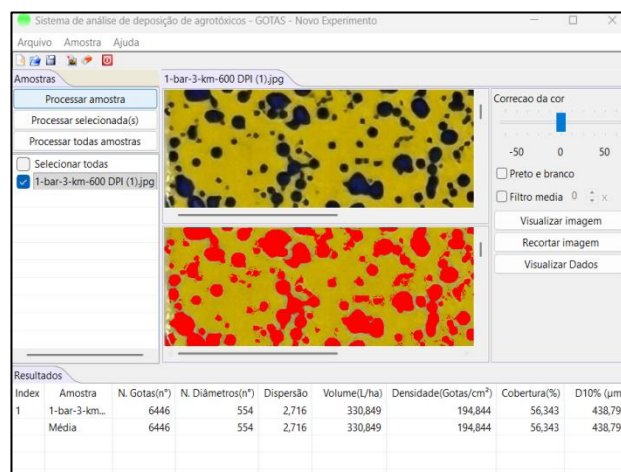 Sistema de análise de deposição de agrotóxicos - GOTAS - Novo Experimento
Arquivo Amostra Ajuda
Amostras
Processar amostra
Processar selecionada(s)
Processar todas amostras
Selecionar todas
1-bar-3-km-600 DPI (1).jpg
1-bar-3-km-600 DPI (1).jpg
Correcao da cor
-50 0 50
Preto e branco
Filtro media 0 x
Visualizar imagem
Recortar imagem
Visualizar Dados
Resultados
Index Amostra N. Gotas(n°) N. Diâmetros(n°) Dispersão Volume(L/ha) Densidade(Gotas/cm²) Cobertura(%) D10% (µm
1 1-bar-3-km... 6446 554 2,716 330,849 194,844 56,343 438,79
Média 6446 554 2,716 330,849 194,844 56,343 438,79